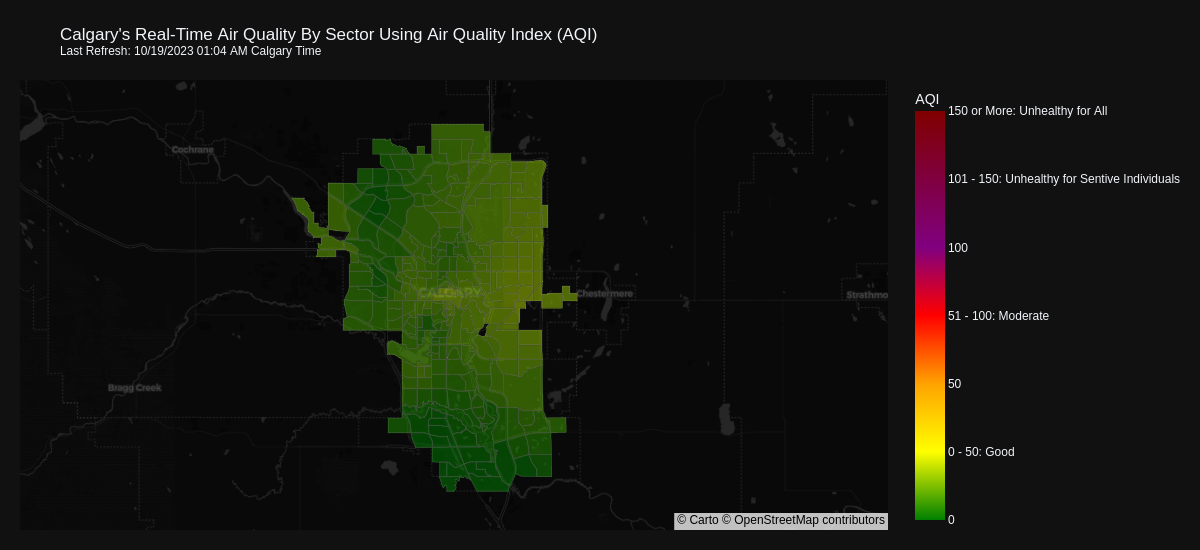 Calgary's Real-Time Air Quality By Sector Using Air Quality Index (AQI)
Last Refresh: 10/19/2023 01:04 AM Calgary Time
AQI
150 or More: Unhealthy for All
101 - 150: Unhealthy for Sentive Individuals
100
51 - 100: Moderate
50
0 - 50: Good
0
Cochrane
CALGARY
Chestermere
Strathmo
Bragg Creek
© Carto © OpenStreetMap contributors